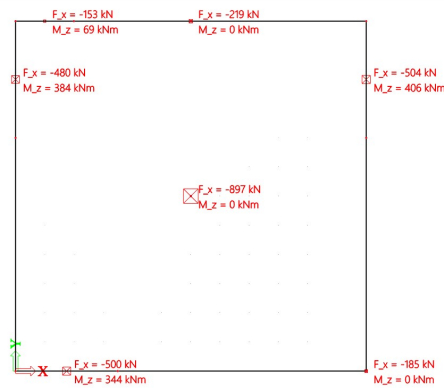 F_x = -153 kN
M_z = 69 kNm
F_x = -219 kN
M_z = 0 kNm
F_x = -480 kN
M_z = 384 kNm
F_x = -504 kN
M_z = 406 kNm
F_x = -897 kN
M_z = 0 kNm
Y
X
F_x = -500 kN
M_z = 344 kNm
F_x = -185 kN
M_z = 0 kNm